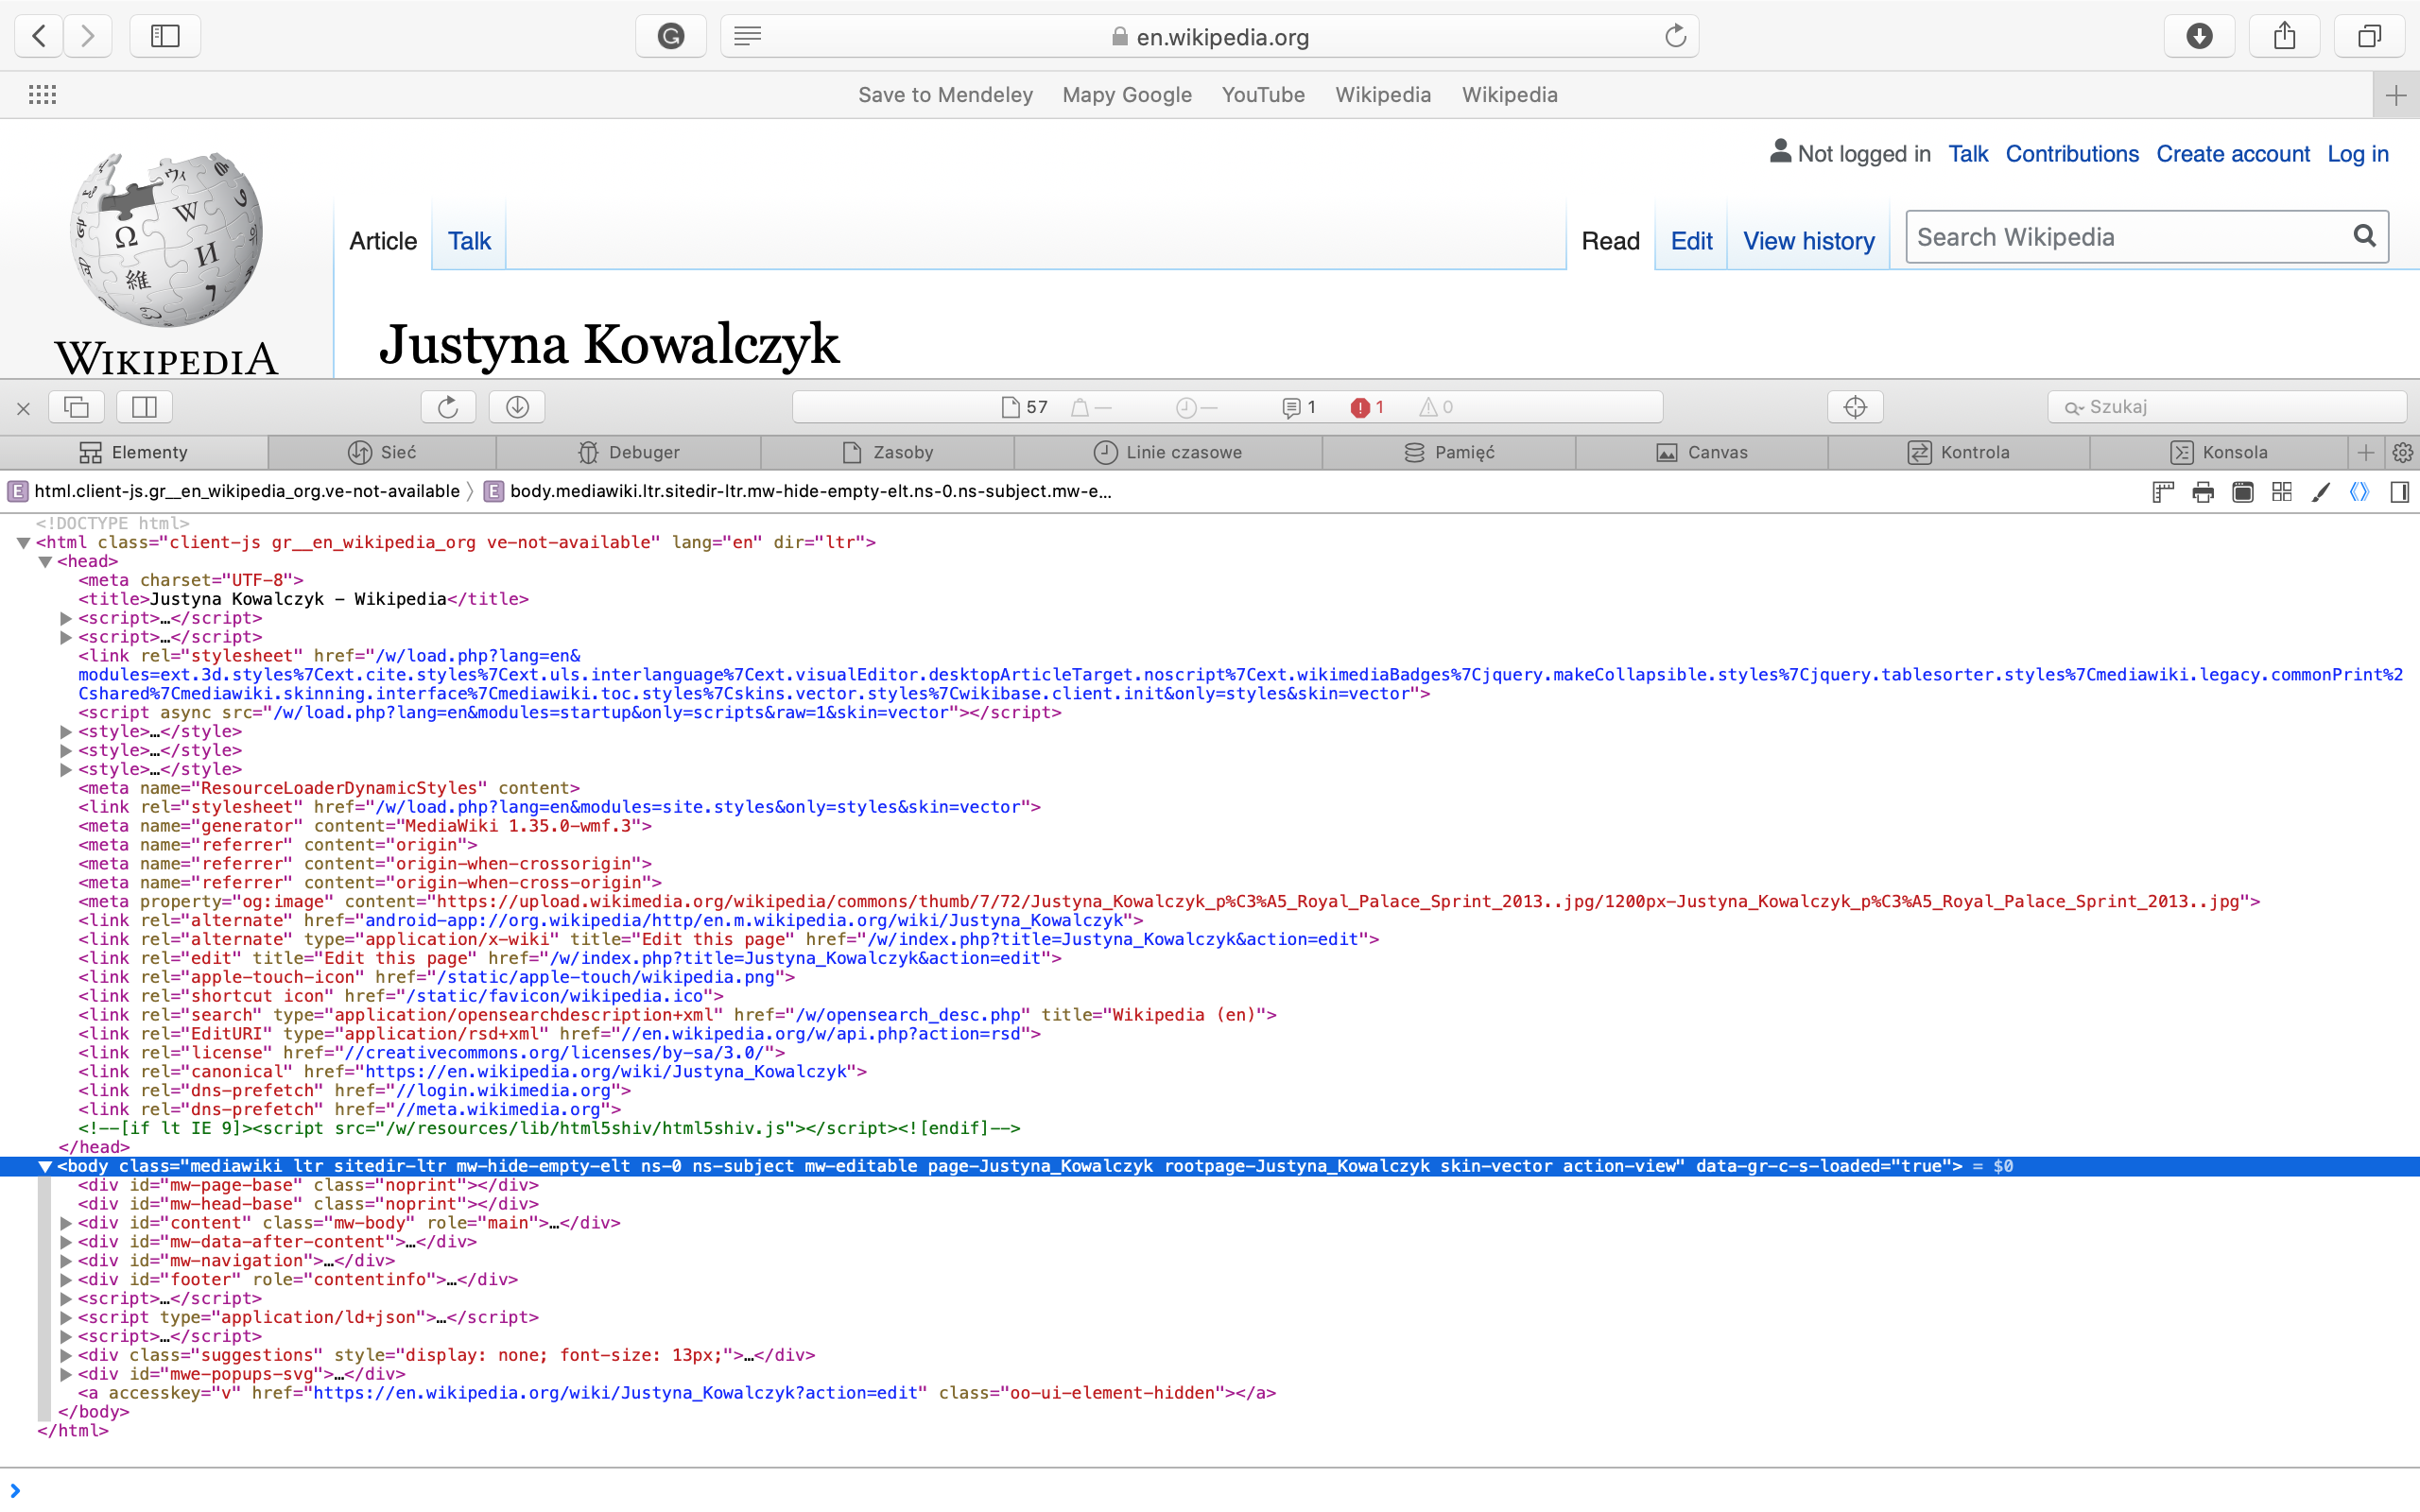 en.wikipedia.org
Save to Mendeley Mapy Google YouTube Wikipedia Wikipedia
Not logged in Talk Contributions Create account Log in
Article Talk Read Edit View history Search Wikipedia
WIKIPEDIA
Justyna Kowalczyk
57 — — 1 1 0 Szukaj
Elementy Sieć Debuger Zasoby Linie czasowe Pamięć Canvas Kontrola Konsola
E html.client-js.gr__en_wikipedia_org.ve-not-available E body.mediawiki.ltr.sitedir-ltr.mw-hide-empty-elt.ns-0.ns-subject.mw-e...
<!DOCTYPE html>
<html class="client-js gr__en_wikipedia_org ve-not-available" lang="en" dir="ltr">
<head>
<meta charset="UTF-8">
<title>Justyna Kowalczyk – Wikipedia</title>
<script>…</script>
<script>…</script>
<link rel="stylesheet" href="/w/load.php?lang=en&
modules=ext.3d.styles%7Cext.cite.styles%7Cext.uls.interlanguage%7Cext.visualEditor.desktopArticleTarget.noscript%7Cext.wikimediaBadges%7Cjquery.makeCollapsible.styles%7Cjquery.tablesorter.styles%7Cmediawiki.legacy.commonPrint%2
Cshared%7Cmediawiki.skinning.interface%7Cmediawiki.toc.styles%7Cskins.vector.styles%7Cwikibase.client.init&only=styles&skin=vector">
<script async src="/w/load.php?lang=en&modules=startup&only=scripts&raw=1&skin=vector"></script>
<style>…</style>
<style>…</style>
<style>…</style>
<meta name="ResourceLoaderDynamicStyles" content>
<link rel="stylesheet" href="/w/load.php?lang=en&modules=site.styles&only=styles&skin=vector">
<meta name="generator" content="MediaWiki 1.35.0-wmf.3">
<meta name="referrer" content="origin">
<meta name="referrer" content="origin-when-crossorigin">
<meta name="referrer" content="origin-when-cross-origin">
<meta property="og:image" content="https://upload.wikimedia.org/wikipedia/commons/thumb/7/72/Justyna_Kowalczyk_p%C3%A5_Royal_Palace_Sprint_2013..jpg/1200px-Justyna_Kowalczyk_p%C3%A5_Royal_Palace_Sprint_2013..jpg">
<link rel="alternate" href="android-app://org.wikipedia/http/en.m.wikipedia.org/wiki/Justyna_Kowalczyk">
<link rel="alternate" type="application/x-wiki" title="Edit this page" href="/w/index.php?title=Justyna_Kowalczyk&action=edit">
<link rel="edit" title="Edit this page" href="/w/index.php?title=Justyna_Kowalczyk&action=edit">
<link rel="apple-touch-icon" href="/static/apple-touch/wikipedia.png">
<link rel="shortcut icon" href="/static/favicon/wikipedia.ico">
<link rel="search" type="application/opensearchdescription+xml" href="/w/opensearch_desc.php" title="Wikipedia (en)">
<link rel="EditURI" type="application/rsd+xml" href="//en.wikipedia.org/w/api.php?action=rsd">
<link rel="license" href="//creativecommons.org/licenses/by-sa/3.0/">
<link rel="canonical" href="https://en.wikipedia.org/wiki/Justyna_Kowalczyk">
<link rel="dns-prefetch" href="//login.wikimedia.org">
<link rel="dns-prefetch" href="//meta.wikimedia.org">
<!--[if lt IE 9]><script src="/w/resources/lib/html5shiv/html5shiv.js"></script><![endif]-->
</head>
<body class="mediawiki ltr sitedir-ltr mw-hide-empty-elt ns-0 ns-subject mw-editable page-Justyna_Kowalczyk rootpage-Justyna_Kowalczyk skin-vector action-view" data-gr-c-s-loaded="true"> = $0
<div id="mw-page-base" class="noprint"></div>
<div id="mw-head-base" class="noprint"></div>
<div id="content" class="mw-body" role="main">…</div>
<div id="mw-data-after-content">…</div>
<div id="mw-navigation">…</div>
<div id="footer" role="contentinfo">…</div>
<script>…</script>
<script type="application/ld+json">…</script>
<script>…</script>
<div class="suggestions" style="display: none; font-size: 13px;">…</div>
<div id="mwe-popups-svg">…</div>
<a accesskey="v" href="https://en.wikipedia.org/wiki/Justyna_Kowalczyk?action=edit" class="oo-ui-element-hidden"></a>
</body>
</html>